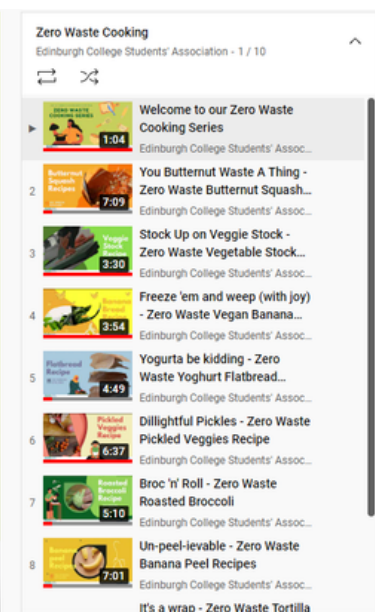 Zero Waste Cooking
Edinburgh College Students' Association - 1 / 10
ZERO WASTE
COOKING SERIES
1:04
Welcome to our Zero Waste
Cooking Series
Edinburgh College Students' Assoc...
2
Butternut
Squash
Recipes
7:09
You Butternut Waste A Thing -
Zero Waste Butternut Squash...
Edinburgh College Students' Assoc...
3
Veggie
Stock
Recipe
3:30
Stock Up on Veggie Stock -
Zero Waste Vegetable Stock...
Edinburgh College Students' Assoc...
4
Banana
Bread
3:54
Freeze 'em and weep (with joy)
- Zero Waste Vegan Banana...
Edinburgh College Students' Assoc...
5
Flatbread
Recipe
4:49
Yogurta be kidding - Zero
Waste Yoghurt Flatbread...
Edinburgh College Students' Assoc...
6
Pickled
Veggies
Recipe
6:37
Dillightful Pickles - Zero Waste
Pickled Veggies Recipe
Edinburgh College Students' Assoc...
7
Roasted
Broccoli
Recipe
5:10
Broc 'n' Roll - Zero Waste
Roasted Broccoli
Edinburgh College Students' Assoc...
8
Banana
peel
Recipes
7:01
Un-peel-ievable - Zero Waste
Banana Peel Recipes
Edinburgh College Students' Assoc...
It's a wrap - Zero Waste Tortilla